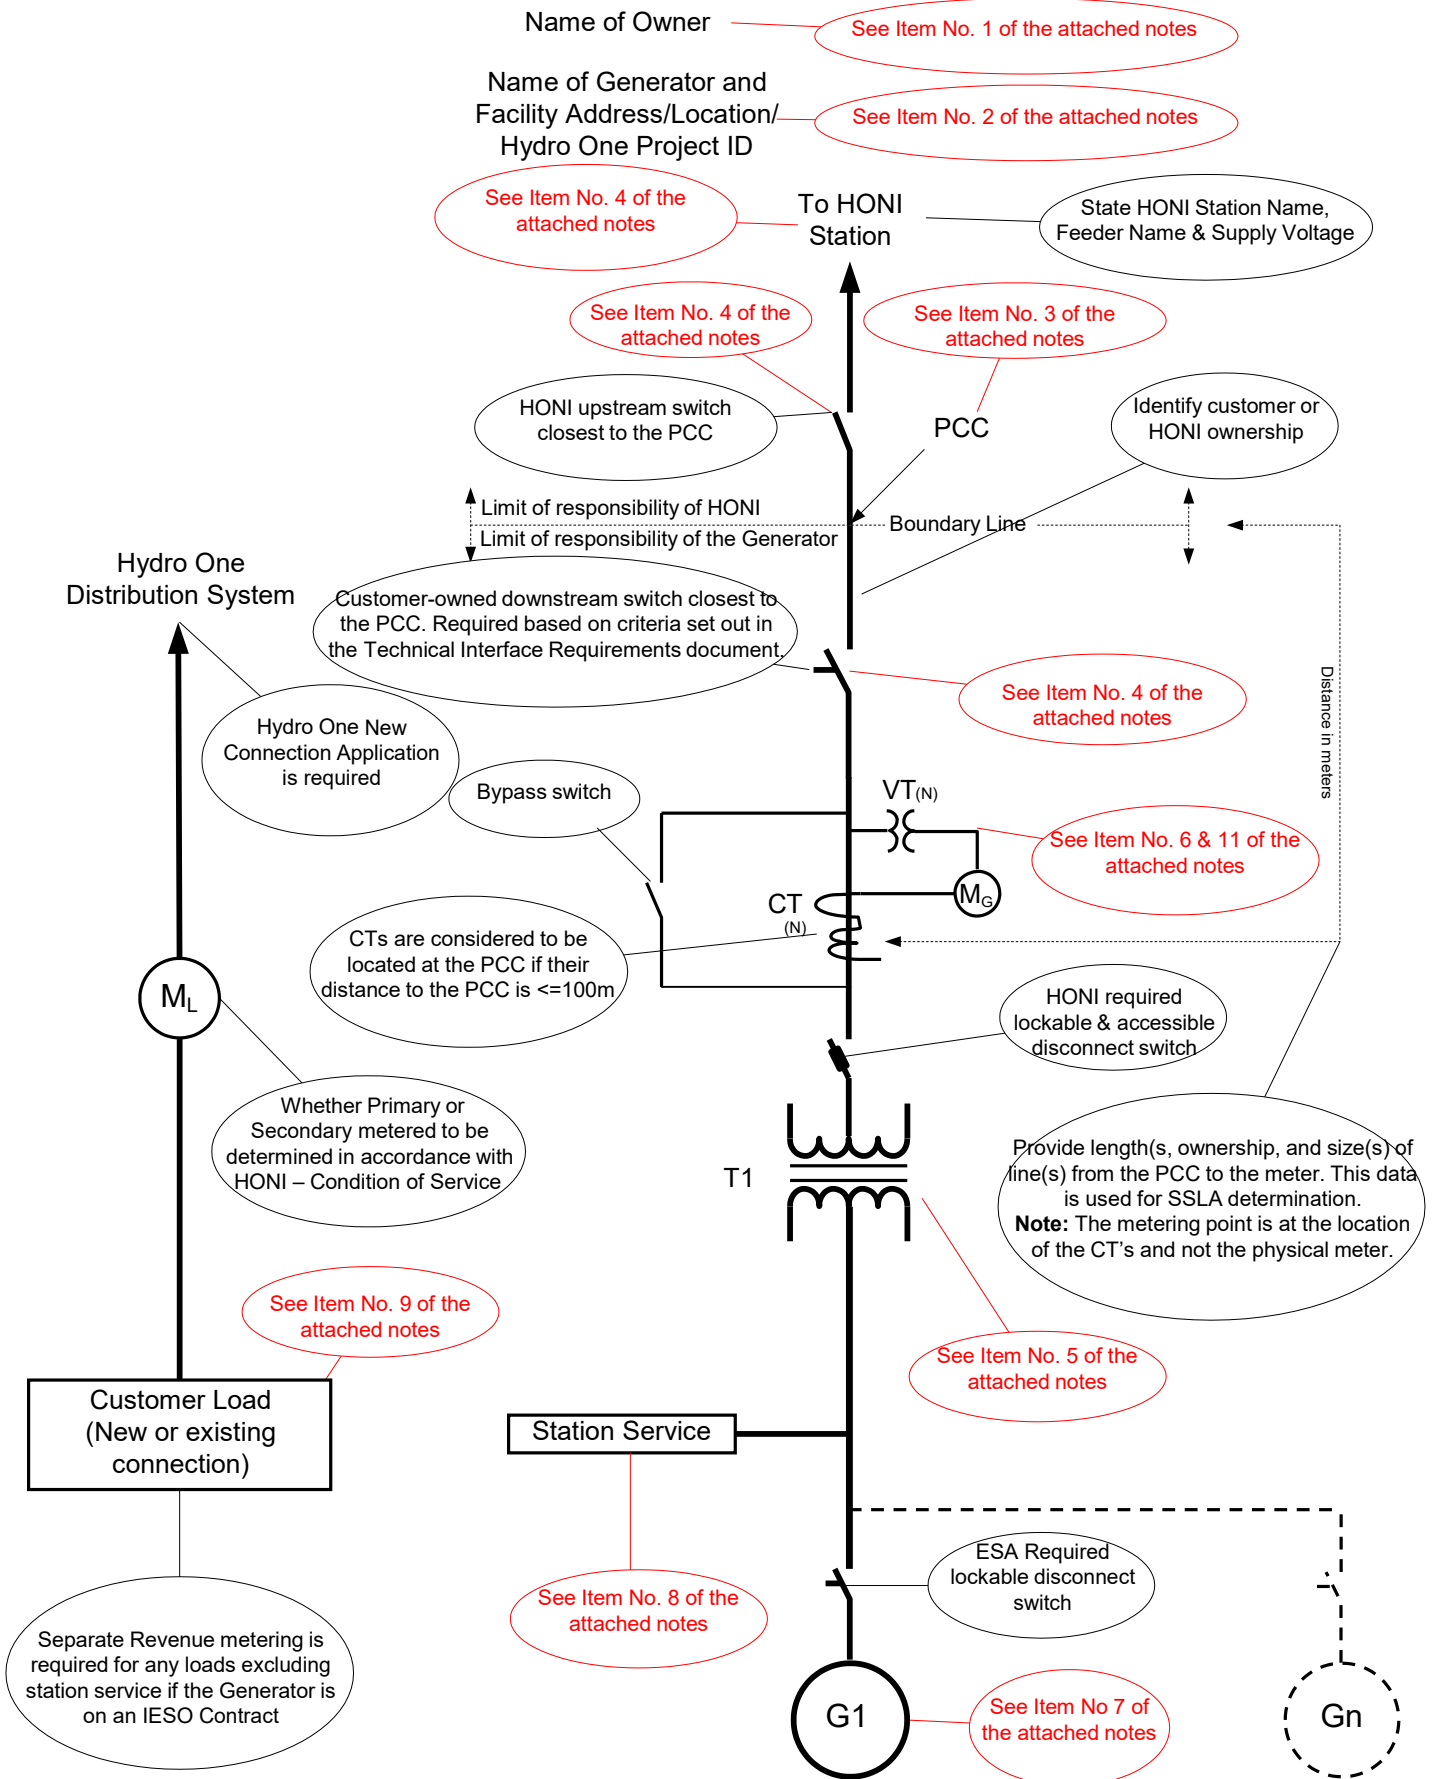 Name of Owner
See Item No. 1 of the attached notes
Name of Generator and
Facility Address/Location/
Hydro One Project ID
See Item No. 2 of the attached notes
See Item No. 4 of the
attached notes
To HONI
Station
State HONI Station Name,
Feeder Name & Supply Voltage
See Item No. 4 of the
attached notes
See Item No. 3 of the
attached notes
HONI upstream switch
closest to the PCC
PCC
Identify customer or
HONI ownership
Limit of responsibility of HONI
Boundary Line
Limit of responsibility of the Generator
Hydro One
Distribution System
Customer-owned downstream switch closest to
the PCC. Required based on criteria set out in
the Technical Interface Requirements document.
See Item No. 4 of the
attached notes
Distance in meters
Hydro One New
Connection Application
is required
Bypass switch
VT(N)
See Item No. 6 & 11 of the
attached notes
MG
CT
(N)
CTs are considered to be
located at the PCC if their
distance to the PCC is <=100m
ML
HONI required
lockable & accessible
disconnect switch
Whether Primary or
Secondary metered to be
determined in accordance with
HONI – Condition of Service
T1
Provide length(s, ownership, and size(s) of
line(s) from the PCC to the meter. This data
is used for SSLA determination.
Note: The metering point is at the location
of the CT's and not the physical meter.
See Item No. 9 of the
attached notes
See Item No. 5 of the
attached notes
Customer Load
(New or existing
connection)
Station Service
ESA Required
lockable disconnect
switch
See Item No. 8 of the
attached notes
Separate Revenue metering is
required for any loads excluding
station service if the Generator is
on an IESO Contract
G1
See Item No 7 of
the attached notes
Gn